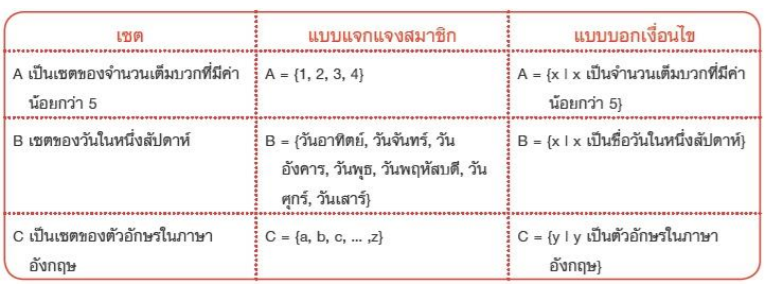 เซต แบบแจกแจงสมาชิก แบบบอกเงื่อนไข
A เป็นเซตของจำนวนเต็มบวกที่มีค่า
น้อยกว่า 5
A = {1, 2, 3, 4}
A = {x | x เป็นจำนวนเต็มบวกที่มีค่า
น้อยกว่า 5}
B เซตของวันในหนึ่งสัปดาห์
B = {วันอาทิตย์, วันจันทร์, วัน
อังคาร, วันพุธ, วันพฤหัสบดี, วัน
ศุกร์, วันเสาร์}
B = {x | x เป็นชื่อวันในหนึ่งสัปดาห์}
C เป็นเซตของตัวอักษรในภาษา
อังกฤษ
C = {a, b, c, ... ,z}
C = {y | y เป็นตัวอักษรในภาษา
อังกฤษ}